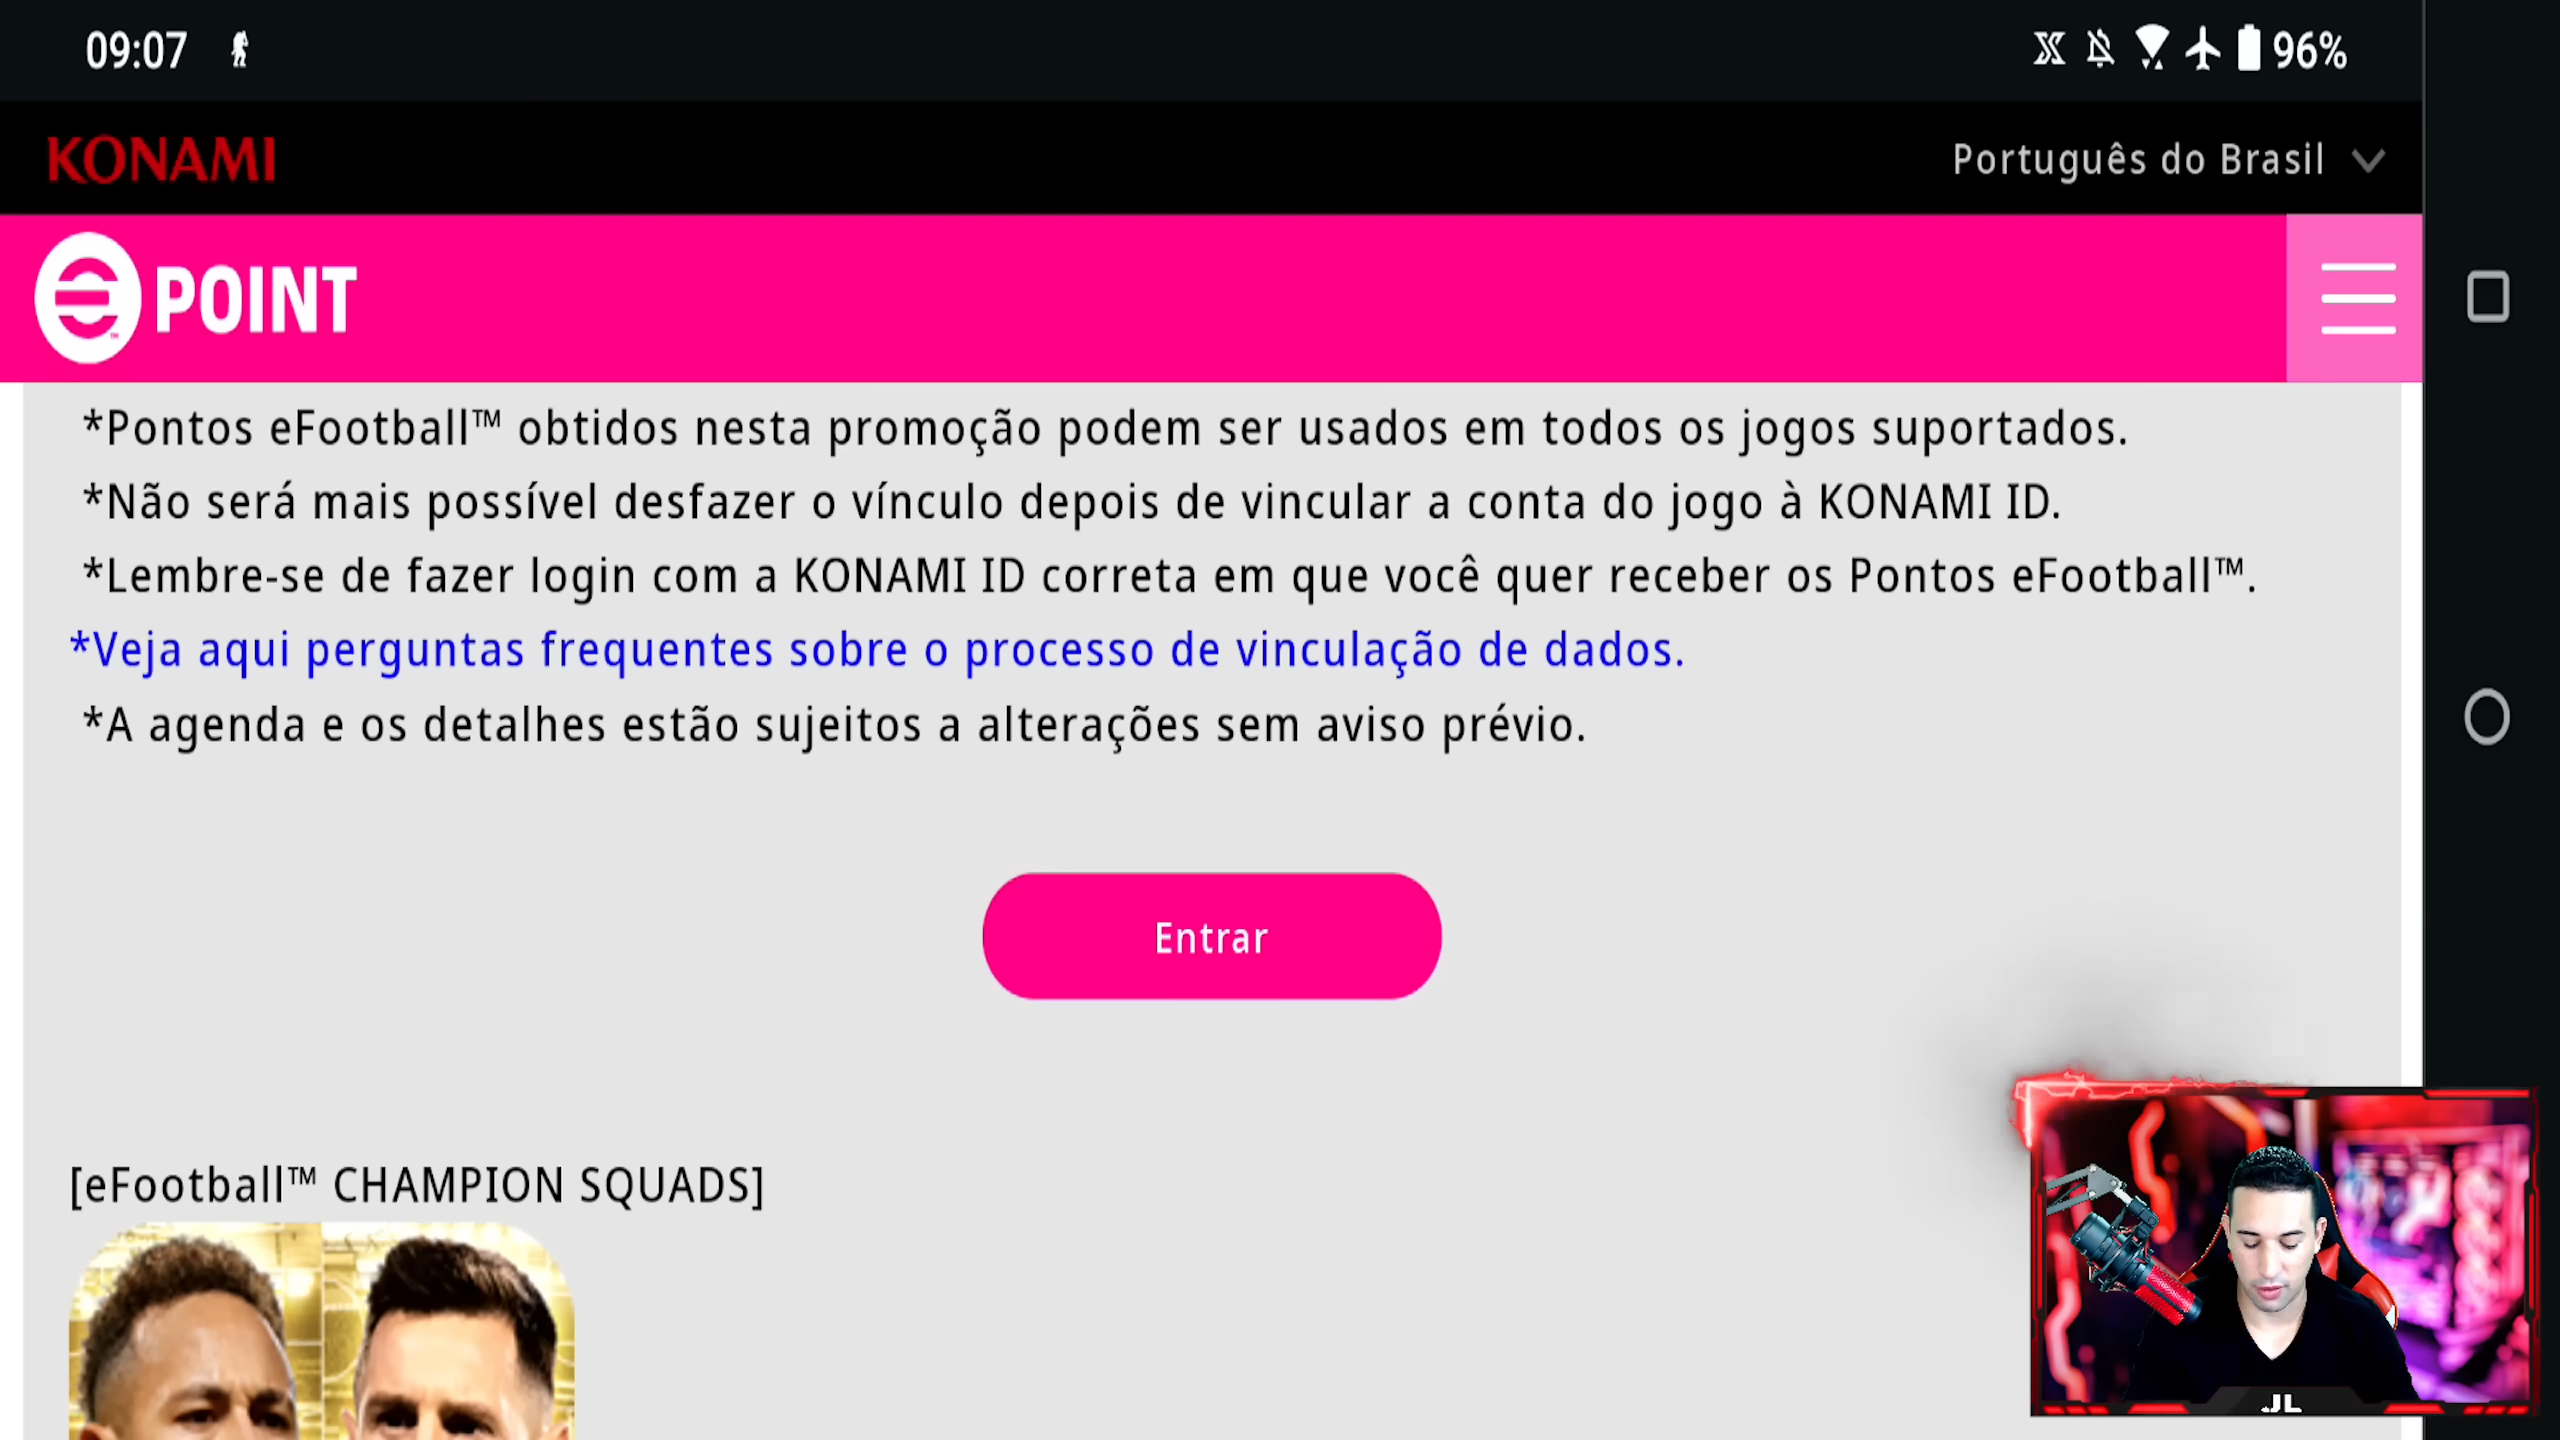 09:07
96%
KONAMI
Português do Brasil
e POINT
*Pontos eFootball™ obtidos nesta promoção podem ser usados em todos os jogos suportados.
*Não será mais possível desfazer o vínculo depois de vincular a conta do jogo à KONAMI ID.
*Lembre-se de fazer login com a KONAMI ID correta em que você quer receber os Pontos eFootball™.
*Veja aqui perguntas frequentes sobre o processo de vinculação de dados.
*A agenda e os detalhes estão sujeitos a alterações sem aviso prévio.
Entrar
[eFootball™ CHAMPION SQUADS]
JL